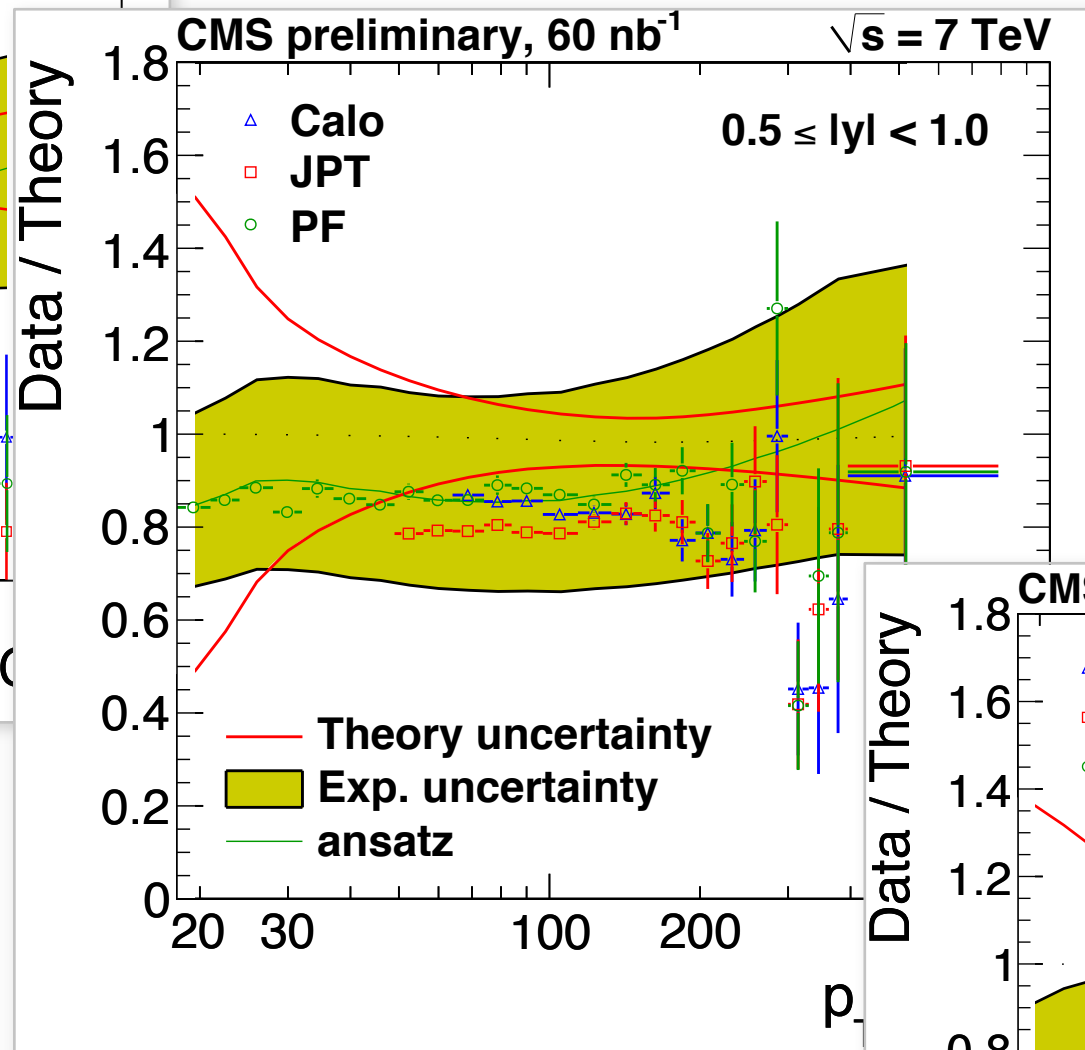 CMS preliminary, 60 nb⁻¹ √s = 7 TeV
Data / Theory
1.8
1.6
1.4
1.2
1
0.8
0.6
0.4
0.2
0
Calo
JPT
PF
0.5 ≤ |y| < 1.0
Theory uncertainty
Exp. uncertainty
ansatz
20 30 100 200
p
Data / Theory
1.8
1.6
1.4
1.2
1
0.8